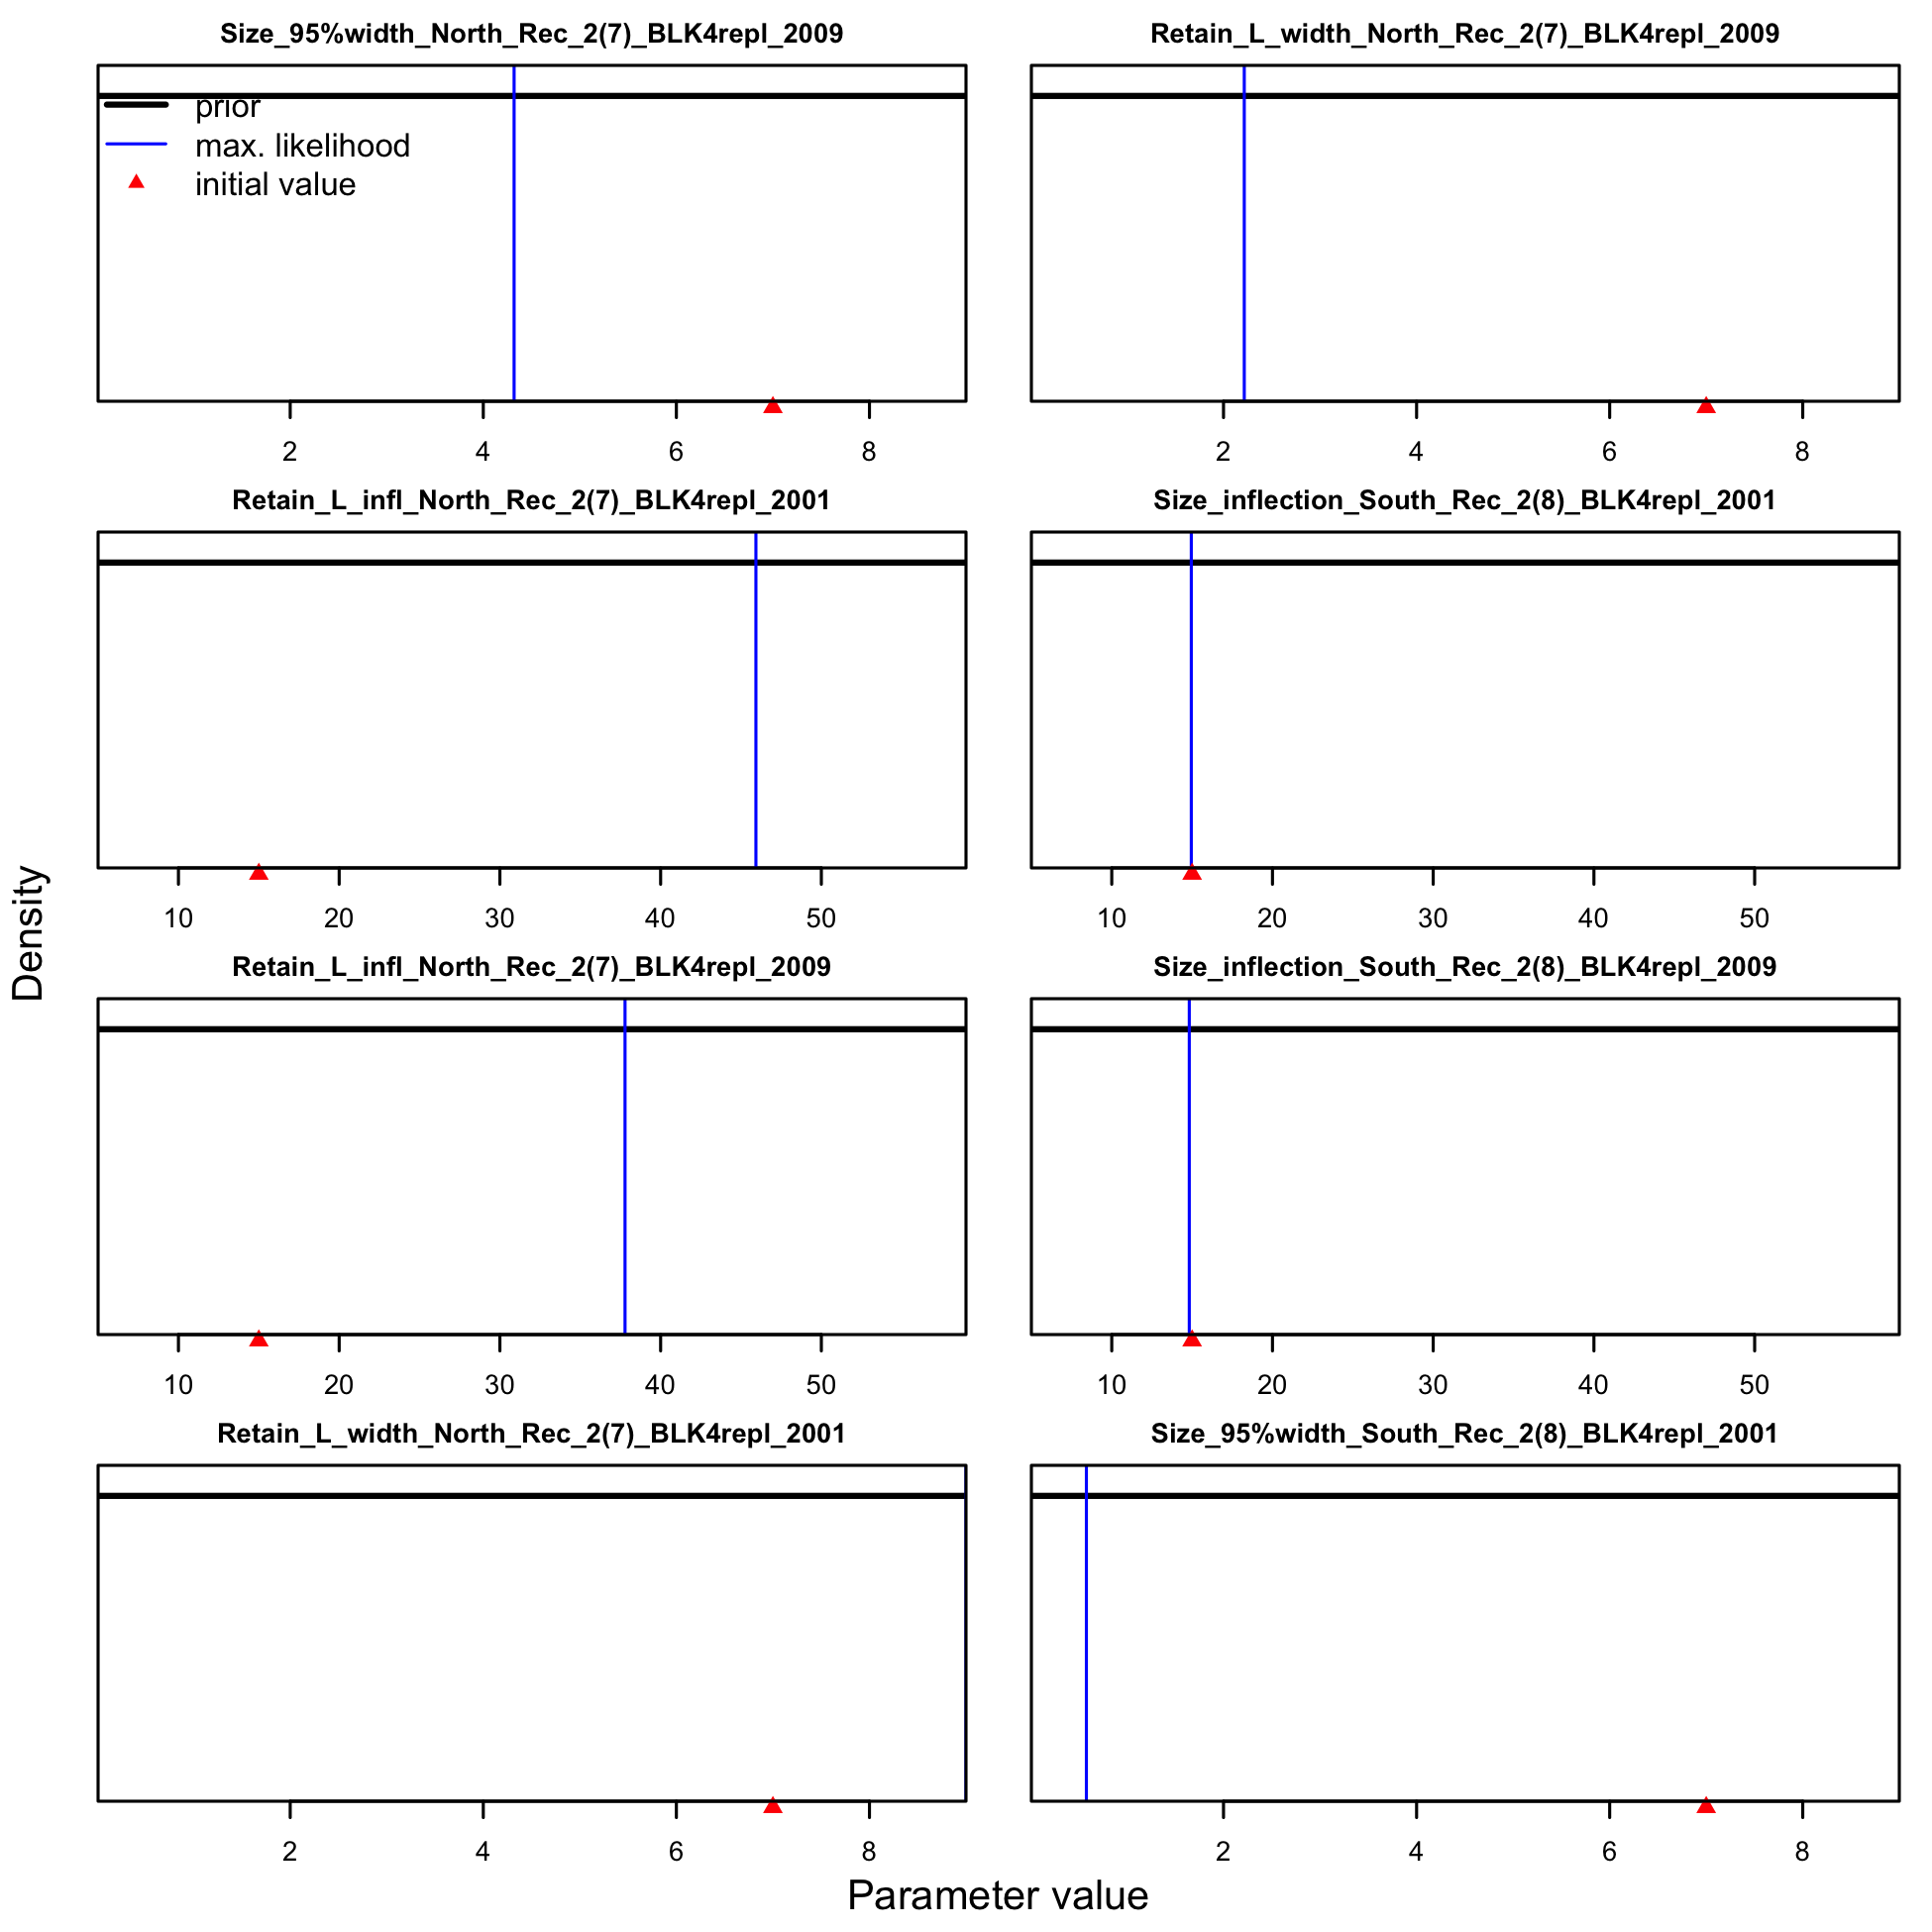 Size_95%width_North_Rec_2(7)_BLK4repl_2009
prior
max. likelihood
initial value
2 4 6 8
Retain_L_width_North_Rec_2(7)_BLK4repl_2009
2 4 6 8
Retain_L_infl_North_Rec_2(7)_BLK4repl_2001
10 20 30 40 50
Size_inflection_South_Rec_2(8)_BLK4repl_2001
10 20 30 40 50
Density
Retain_L_infl_North_Rec_2(7)_BLK4repl_2009
10 20 30 40 50
Size_inflection_South_Rec_2(8)_BLK4repl_2009
10 20 30 40 50
Retain_L_width_North_Rec_2(7)_BLK4repl_2001
2 4 6 8
Size_95%width_South_Rec_2(8)_BLK4repl_2001
2 4 6 8
Parameter value